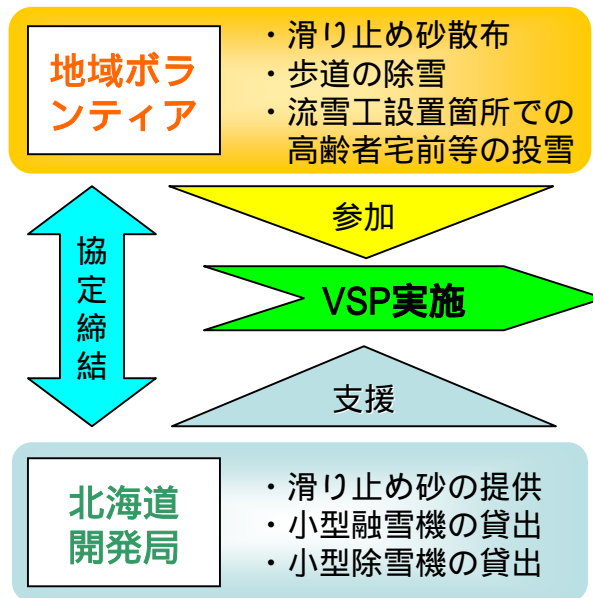 地域ボラ
ンティア
・滑り止め砂散布
・歩道の除雪
・流雪工設置箇所での
高齢者宅前等の投雪
参加
協
定
締
結
VSP実施
支援
北海道
開発局
・滑り止め砂の提供
・小型融雪機の貸出
・小型除雪機の貸出